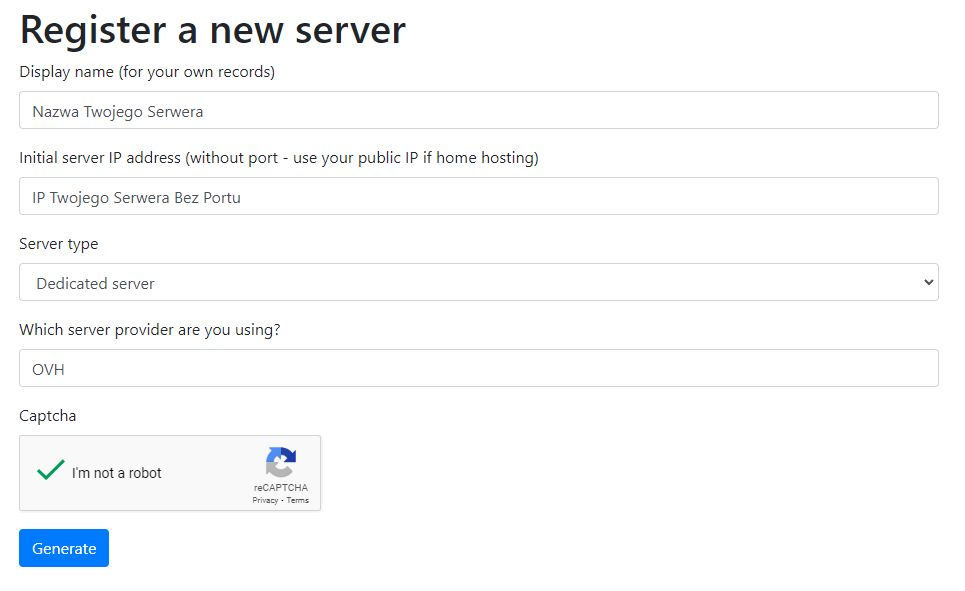 Register a new server
Display name (for your own records)
Nazwa Twojego Serwera
Initial server IP address (without port - use your public IP if home hosting)
IP Twojego Serwera Bez Portu
Server type
Dedicated server
Which server provider are you using?
OVH
Captcha
I'm not a robot
reCAPTCHA
Privacy - Terms
Generate